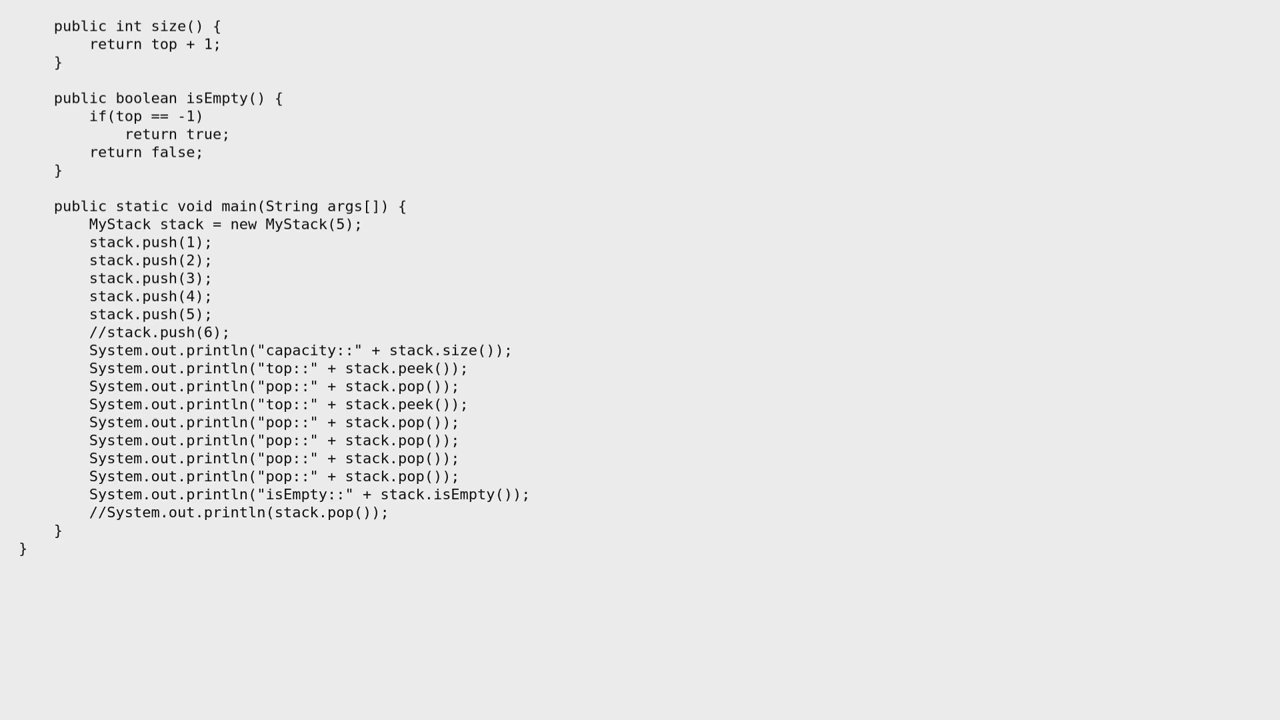 public int size() {
        return top + 1;
    }

    public boolean isEmpty() {
        if(top == -1)
            return true;
        return false;
    }

    public static void main(String args[]) {
        MyStack stack = new MyStack(5);
        stack.push(1);
        stack.push(2);
        stack.push(3);
        stack.push(4);
        stack.push(5);
        //stack.push(6);
        System.out.println("capacity::" + stack.size());
        System.out.println("top::" + stack.peek());
        System.out.println("pop::" + stack.pop());
        System.out.println("top::" + stack.peek());
        System.out.println("pop::" + stack.pop());
        System.out.println("pop::" + stack.pop());
        System.out.println("pop::" + stack.pop());
        System.out.println("pop::" + stack.pop());
        System.out.println("isEmpty::" + stack.isEmpty());
        //System.out.println(stack.pop());
    }
}